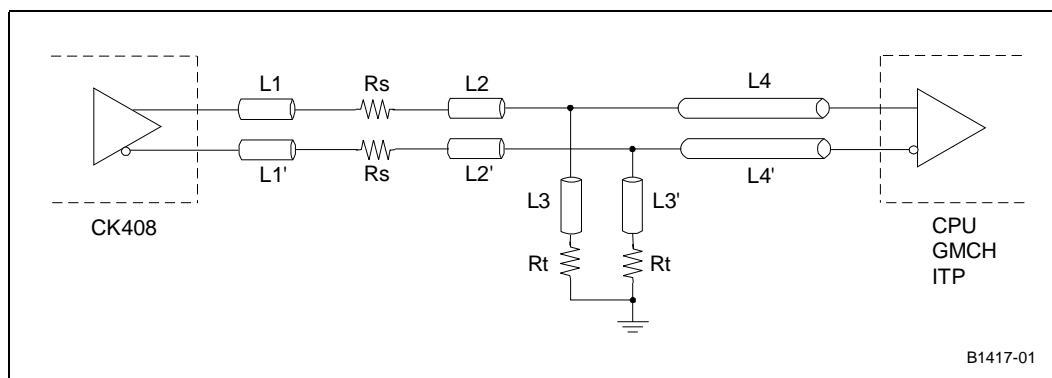 L1 Rs L2 L4
L1' Rs L2' L4'
L3 L3'
Rt Rt
CK408
CPU
GMCH
ITP
B1417-01